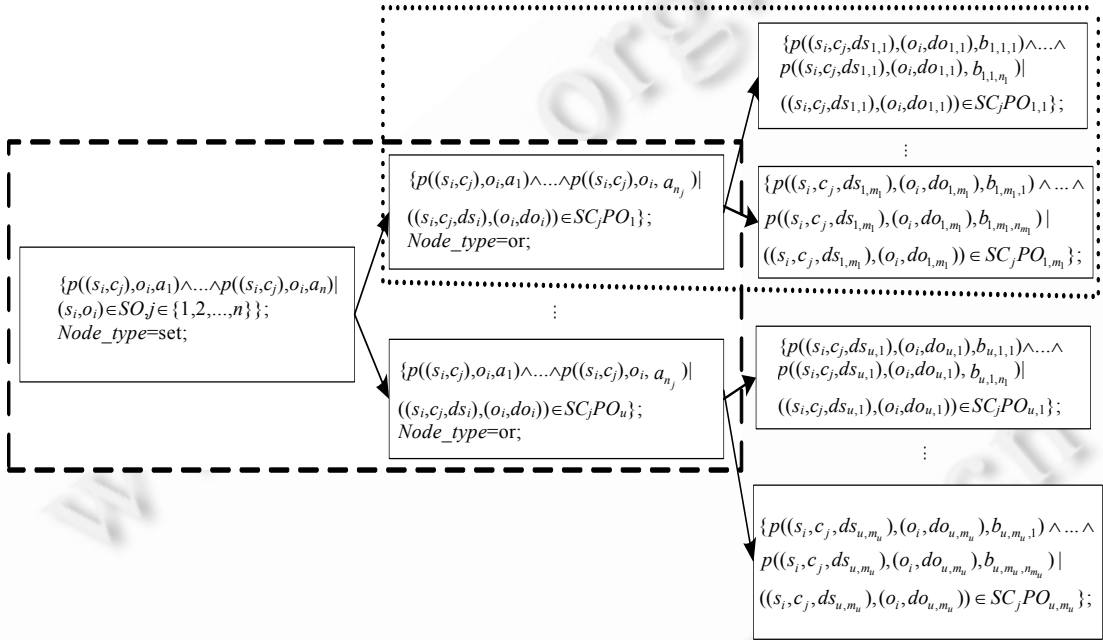 {p((s_i,c_j),o_i,a_1)∧...∧p((s_i,c_j),o_i,a_n)|
(s_i,o_i)∈SO,j∈{1,2,...,n}};
Node_type=set;
{p((s_i,c_j),o_i,a_1)∧...∧p((s_i,c_j),o_i, a_{n_j})|
((s_i,c_j,ds_i),(o_i,do_i))∈SC_jPO_1};
Node_type=or;
⋮
{p((s_i,c_j),o_i,a_1)∧...∧p((s_i,c_j),o_i, a_{n_j})|
((s_i,c_j,ds_i),(o_i,do_i))∈SC_jPO_u};
Node_type=or;
{p((s_i,c_j,ds_{1,1}),(o_i,do_{1,1}),b_{1,1,1})∧...∧
p((s_i,c_j,ds_{1,1}),(o_i,do_{1,1}), b_{1,1,n_1})|
((s_i,c_j,ds_{1,1}),(o_i,do_{1,1}))∈SC_jPO_{1,1}};
⋮
{p((s_i,c_j,ds_{1,m_1}),(o_i,do_{1,m_1}),b_{1,m_1,1})∧...∧
p((s_i,c_j,ds_{1,m_1}),(o_i,do_{1,m_1}),b_{1,m_1,n_{m_1}})|
((s_i,c_j,ds_{1,m_1}),(o_i,do_{1,m_1}))∈SC_jPO_{1,m_1}};
{p((s_i,c_j,ds_{u,1}),(o_i,do_{u,1}),b_{u,1,1})∧...∧
p((s_i,c_j,ds_{u,1}),(o_i,do_{u,1}), b_{u,1,n_1})|
((s_i,c_j,ds_{u,1}),(o_i,do_{u,1}))∈SC_jPO_{u,1}};
⋮
{p((s_i,c_j,ds_{u,m_u}),(o_i,do_{u,m_u}),b_{u,m_u,1})∧...∧
p((s_i,c_j,ds_{u,m_u}),(o_i,do_{u,m_u}),b_{u,m_u,n_{m_u}})|
((s_i,c_j,ds_{u,m_u}),(o_i,do_{u,m_u}))∈SC_jPO_{u,m_u}};